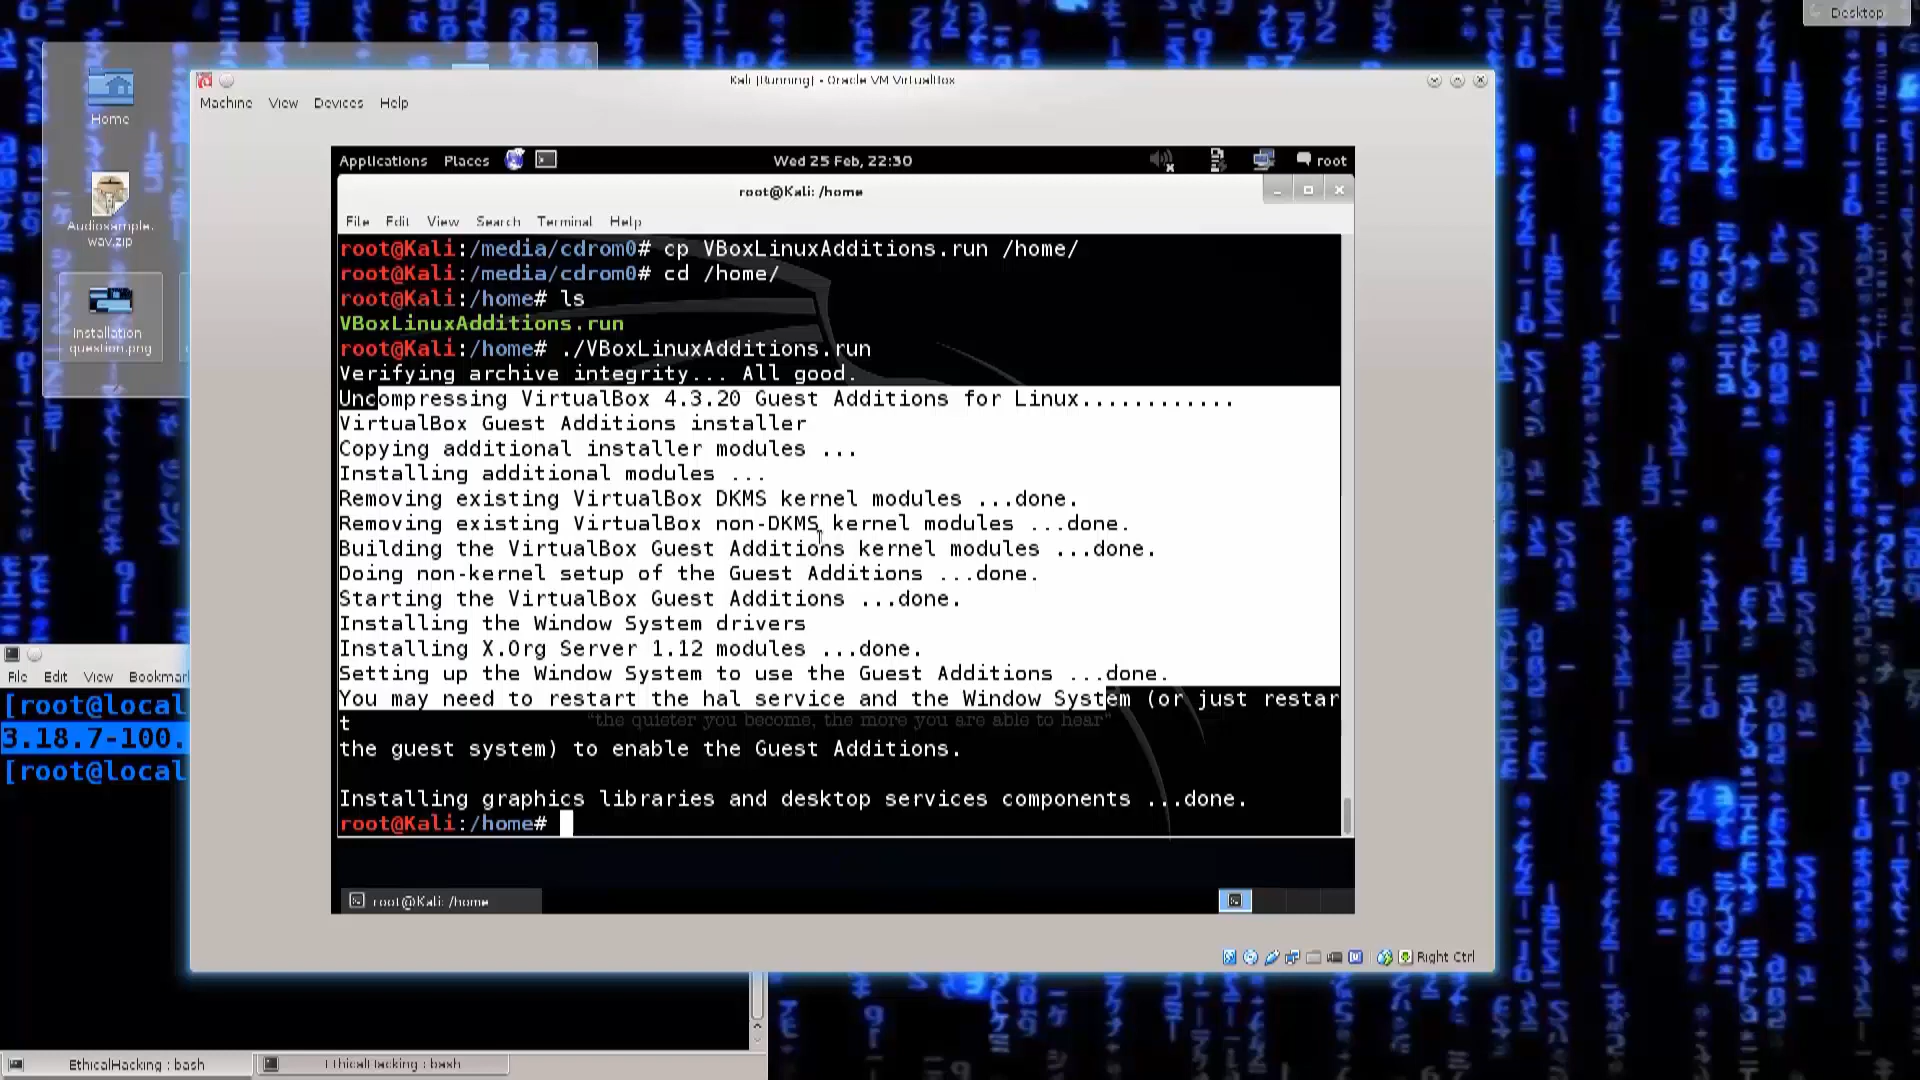 Desktop
Home
Audiosample.
wav.zip
Installation
question.png
Kali [Running] - Oracle VM VirtualBox
Machine View Devices Help
Applications Places Wed 25 Feb, 22:30 root
root@Kali: /home
File Edit View Search Terminal Help
root@Kali:/media/cdrom0# cp VBoxLinuxAdditions.run /home/
root@Kali:/media/cdrom0# cd /home/
root@Kali:/home# ls
VBoxLinuxAdditions.run
root@Kali:/home# ./VBoxLinuxAdditions.run
Verifying archive integrity... All good.
Uncompressing VirtualBox 4.3.20 Guest Additions for Linux............
VirtualBox Guest Additions installer
Copying additional installer modules ...
Installing additional modules ...
Removing existing VirtualBox DKMS kernel modules ...done.
Removing existing VirtualBox non-DKMS kernel modules ...done.
Building the VirtualBox Guest Additions kernel modules ...done.
Doing non-kernel setup of the Guest Additions ...done.
Starting the VirtualBox Guest Additions ...done.
Installing the Window System drivers
Installing X.Org Server 1.12 modules ...done.
Setting up the Window System to use the Guest Additions ...done.
You may need to restart the hal service and the Window System (or just restar
t
"the quieter you become, the more you are able to hear"
the guest system) to enable the Guest Additions.
Installing graphics libraries and desktop services components ...done.
root@Kali:/home#
root@Kali: /home
Right Ctrl
File Edit View Bookmar
[root@local
3.18.7-100.
[root@local
EthicalHacking : bash
EthicalHacking : bash